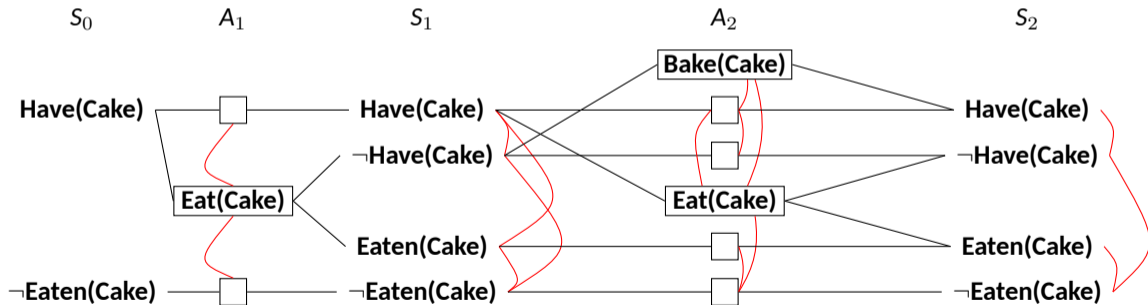 S₀ A₁ S₁ A₂ S₂
Bake(Cake)
Have(Cake) Have(Cake) Have(Cake)
¬Have(Cake) ¬Have(Cake)
Eat(Cake) Eat(Cake)
Eaten(Cake) Eaten(Cake)
¬Eaten(Cake) ¬Eaten(Cake) ¬Eaten(Cake)